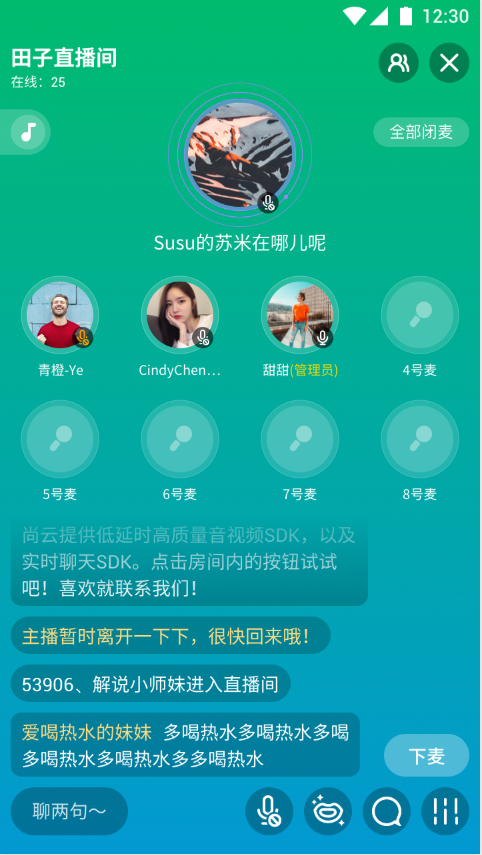 12:30
田子直播间
在线：25
全部闭麦
Susu的苏米在哪儿呢
青橙-Ye
CindyChen...
甜甜(管理员)
4号麦
5号麦
6号麦
7号麦
8号麦
尚云提供低延时高质量音视频SDK，以及
实时聊天SDK。点击房间内的按钮试试
吧！喜欢就联系我们！
主播暂时离开一下下，很快回来哦！
53906、解说小师妹进入直播间
爱喝热水的妹妹 多喝热水多喝热水多喝
多喝热水多喝热水多多喝热水
下麦
聊两句～